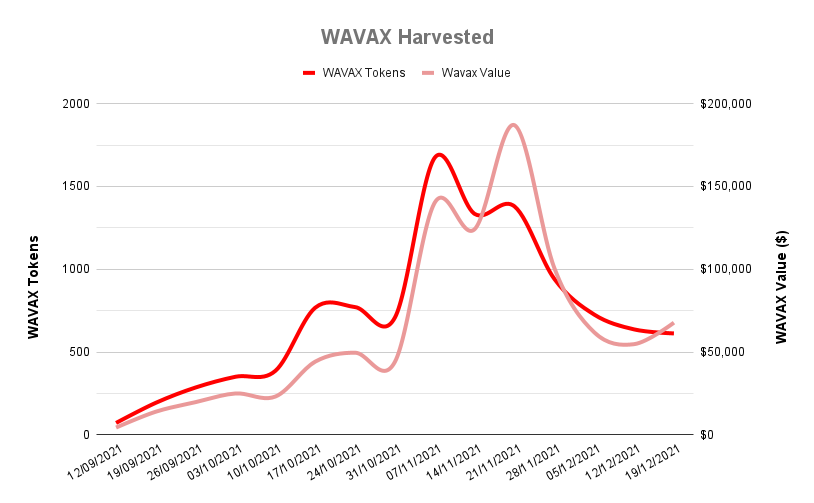 WAVAX Harvested
WAVAX Tokens Wavax Value
2000 $200,000
1500 $150,000
1000 $100,000
500 $50,000
0 $0
WAVAX Tokens
WAVAX Value ($)
12/09/2021 19/09/2021 26/09/2021 03/10/2021 10/10/2021 17/10/2021 24/10/2021 31/10/2021 07/11/2021 14/11/2021 21/11/2021 28/11/2021 05/12/2021 12/12/2021 19/12/2021